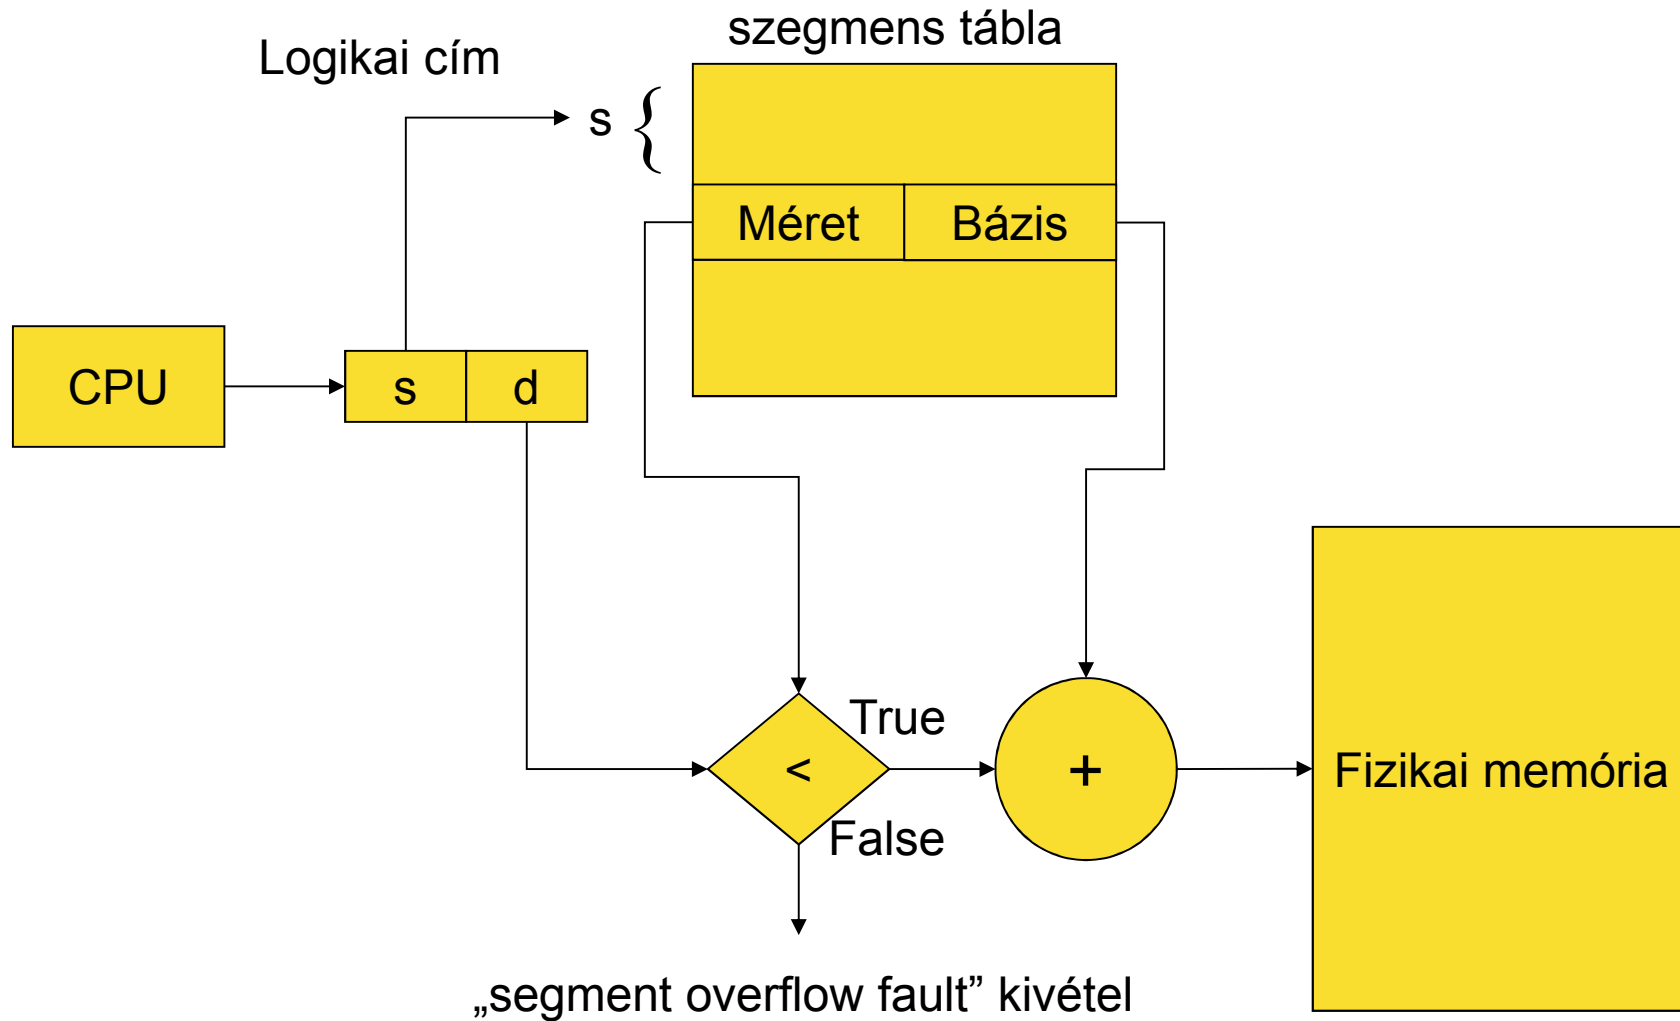 szegmens tábla
Logikai cím
s {
Méret Bázis
CPU
s d
True
< + Fizikai memória
False
„segment overflow fault” kivétel